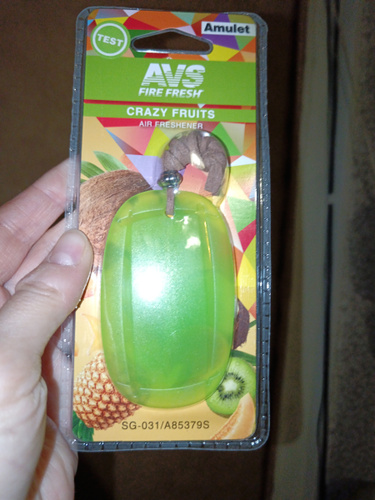 Amulet
TEST
AVS
FIRE FRESH
CRAZY FRUITS
AIR FRESHENER
SG-031/A85379S